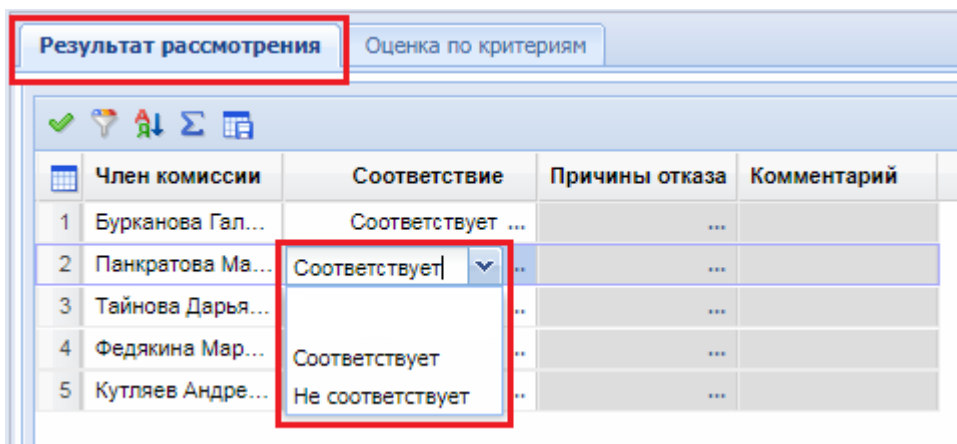 Результат рассмотрения Оценка по критериям
Член комиссии Соответствие Причины отказа Комментарий
1 Бурканова Гал... Соответствует ... ...
2 Панкратова Ма... Соответствует ... ...
3 Тайнова Дарья... ...
4 Федякина Мар... Соответствует ...
5 Кутляев Андре... Не соответствует ...